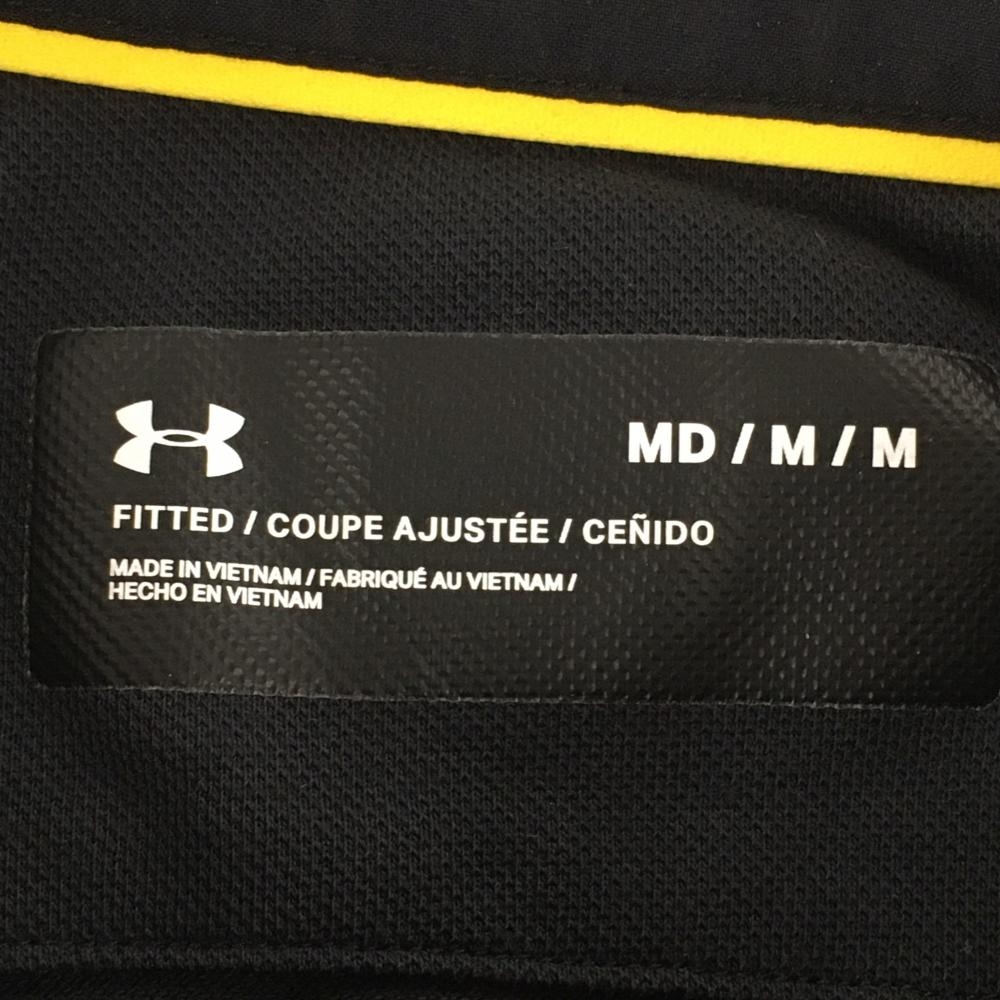 MD / M / M
FITTED / COUPE AJUSTÉE / CEÑIDO
MADE IN VIETNAM / FABRIQUÉ AU VIETNAM /
HECHO EN VIETNAM